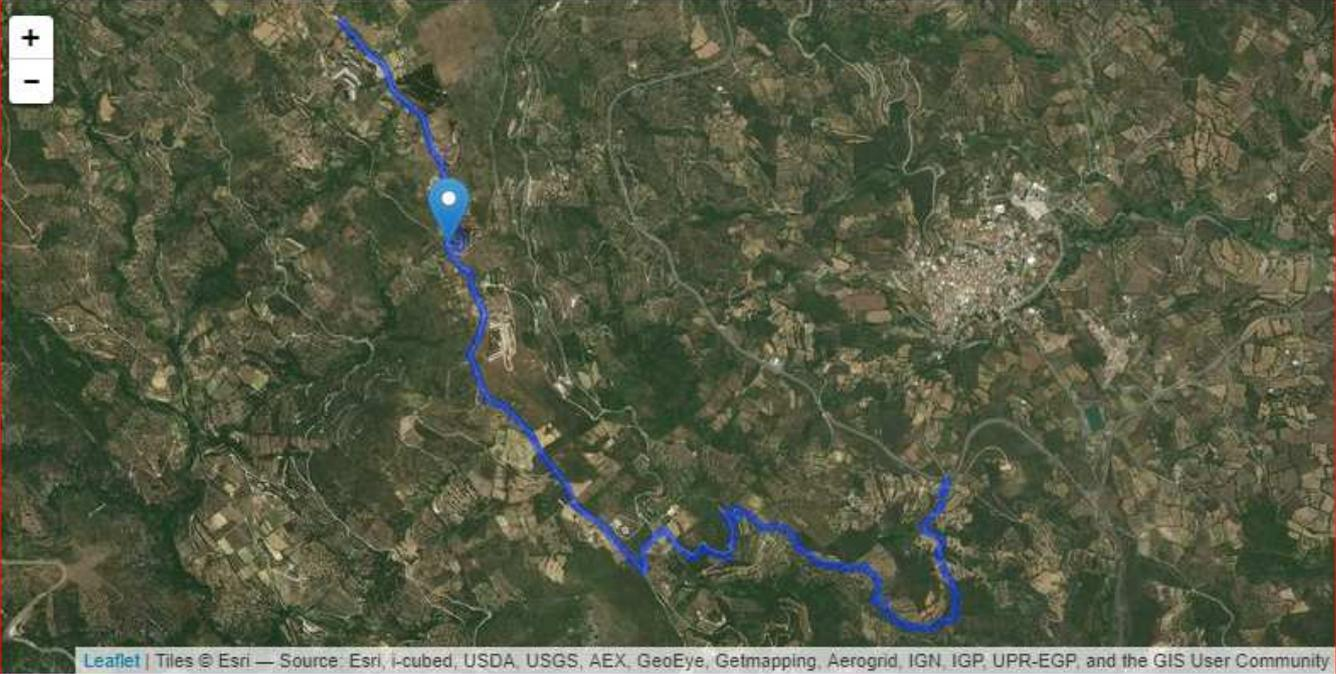 +
−
Leaflet | Tiles © Esri — Source: Esri, i-cubed, USDA, USGS, AEX, GeoEye, Getmapping, Aerogrid, IGN, IGP, UPR-EGP, and the GIS User Community